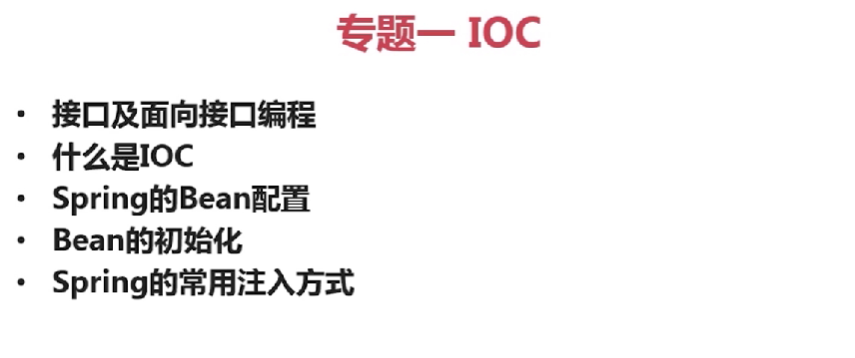 专题一 IOC
• 接口及面向接口编程
• 什么是IOC
• Spring的Bean配置
• Bean的初始化
• Spring的常用注入方式